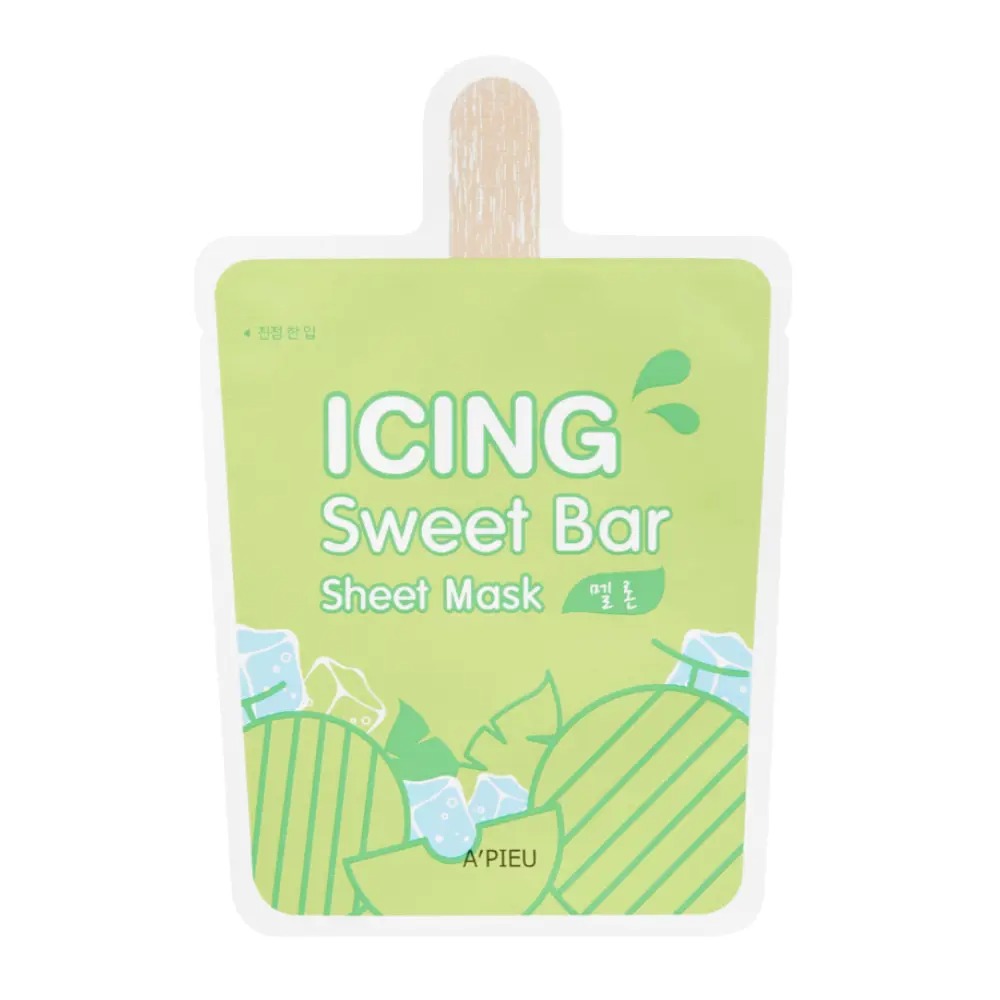 ◂ 진정 한 입
ICING
Sweet Bar
Sheet Mask 멜론
A'PIEU